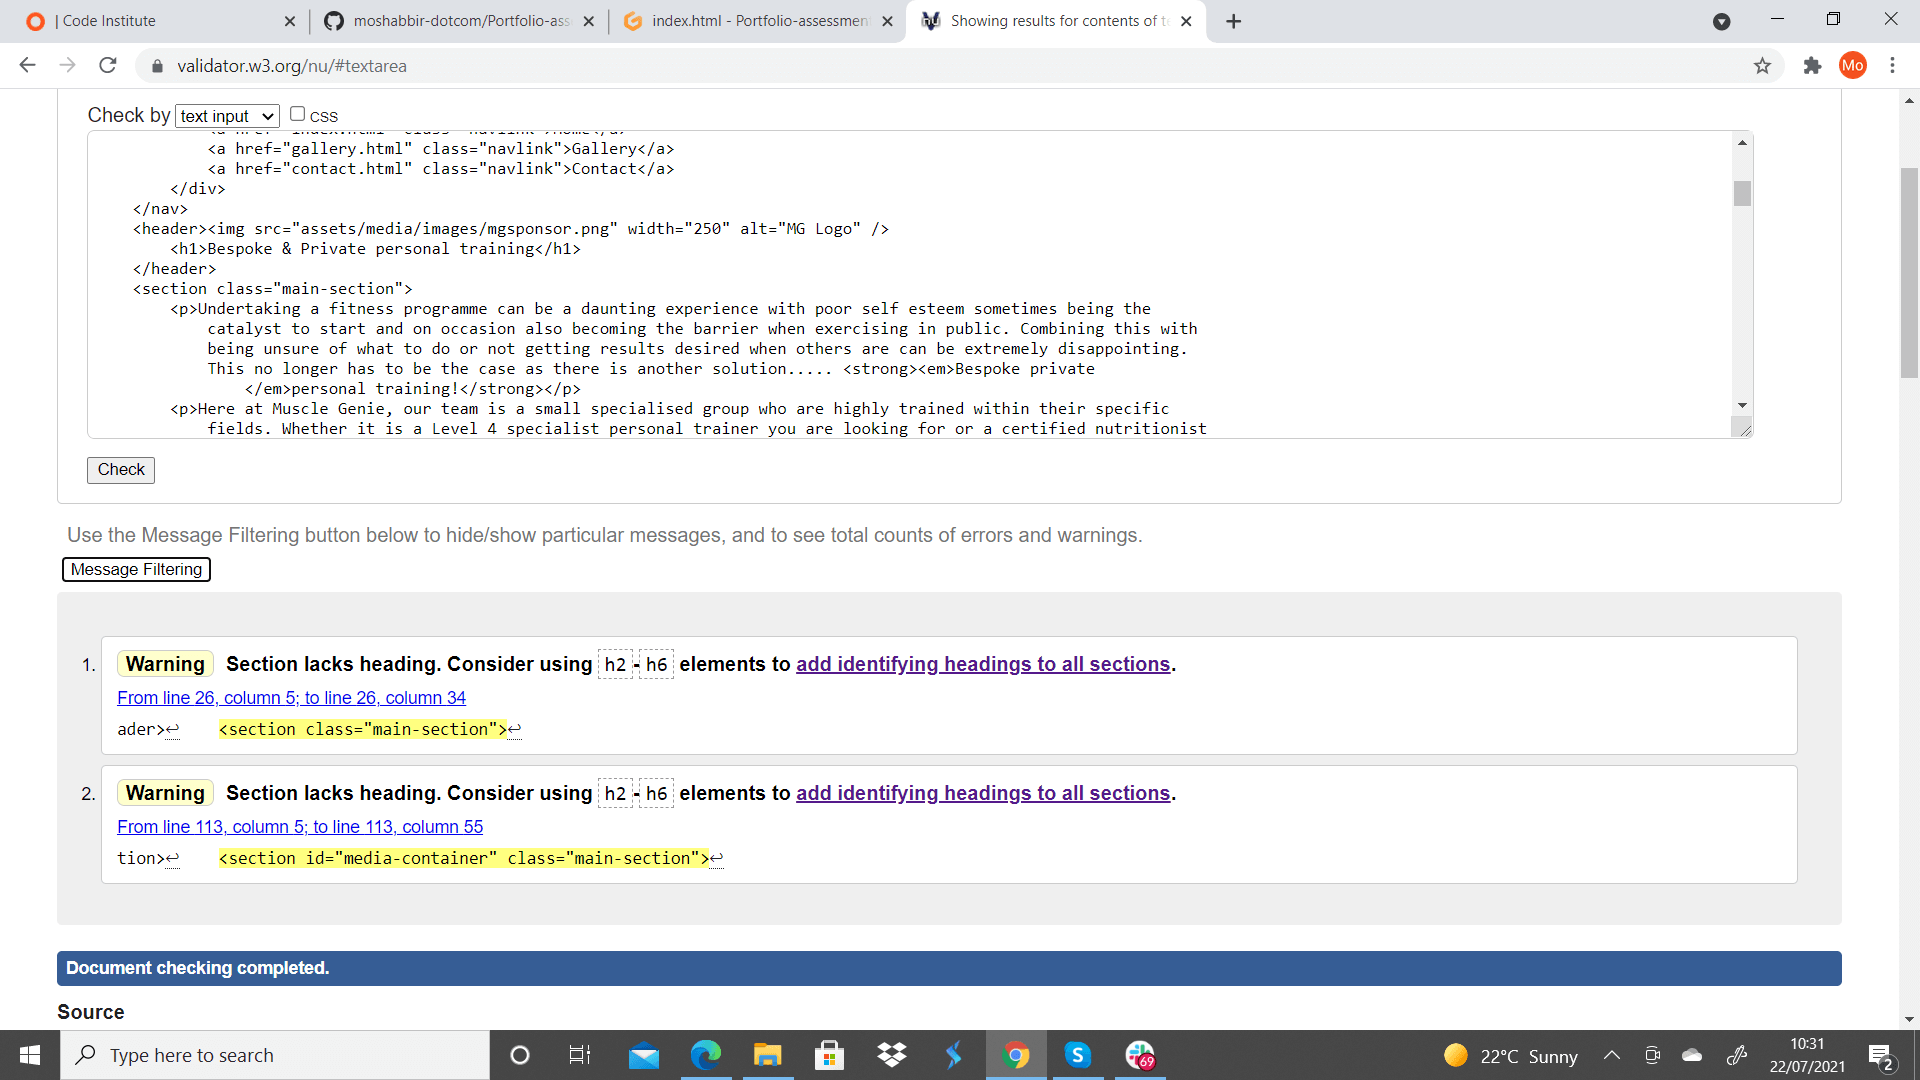 | Code Institute
moshabbir-dotcom/Portfolio-ass
index.html - Portfolio-assessmen
Showing results for contents of te
validator.w3.org/nu/#textarea
Mo
Check by text input CSS
<a href="gallery.html" class="navlink">Gallery</a>
<a href="contact.html" class="navlink">Contact</a>
</div>
</nav>
<header><img src="assets/media/images/mgsponsor.png" width="250" alt="MG Logo" />
<h1>Bespoke & Private personal training</h1>
</header>
<section class="main-section">
<p>Undertaking a fitness programme can be a daunting experience with poor self esteem sometimes being the
catalyst to start and on occasion also becoming the barrier when exercising in public. Combining this with
being unsure of what to do or not getting results desired when others are can be extremely disappointing.
This no longer has to be the case as there is another solution..... <strong><em>Bespoke private
</em>personal training!</strong></p>
<p>Here at Muscle Genie, our team is a small specialised group who are highly trained within their specific
fields. Whether it is a Level 4 specialist personal trainer you are looking for or a certified nutritionist
Check
Use the Message Filtering button below to hide/show particular messages, and to see total counts of errors and warnings.
Message Filtering
1. Warning Section lacks heading. Consider using h2-h6 elements to add identifying headings to all sections.
From line 26, column 5; to line 26, column 34
ader>↩ <section class="main-section">↩
2. Warning Section lacks heading. Consider using h2-h6 elements to add identifying headings to all sections.
From line 113, column 5; to line 113, column 55
tion>↩ <section id="media-container" class="main-section">↩
Document checking completed.
Source
Type here to search
69
22°C Sunny
10:31
22/07/2021
2